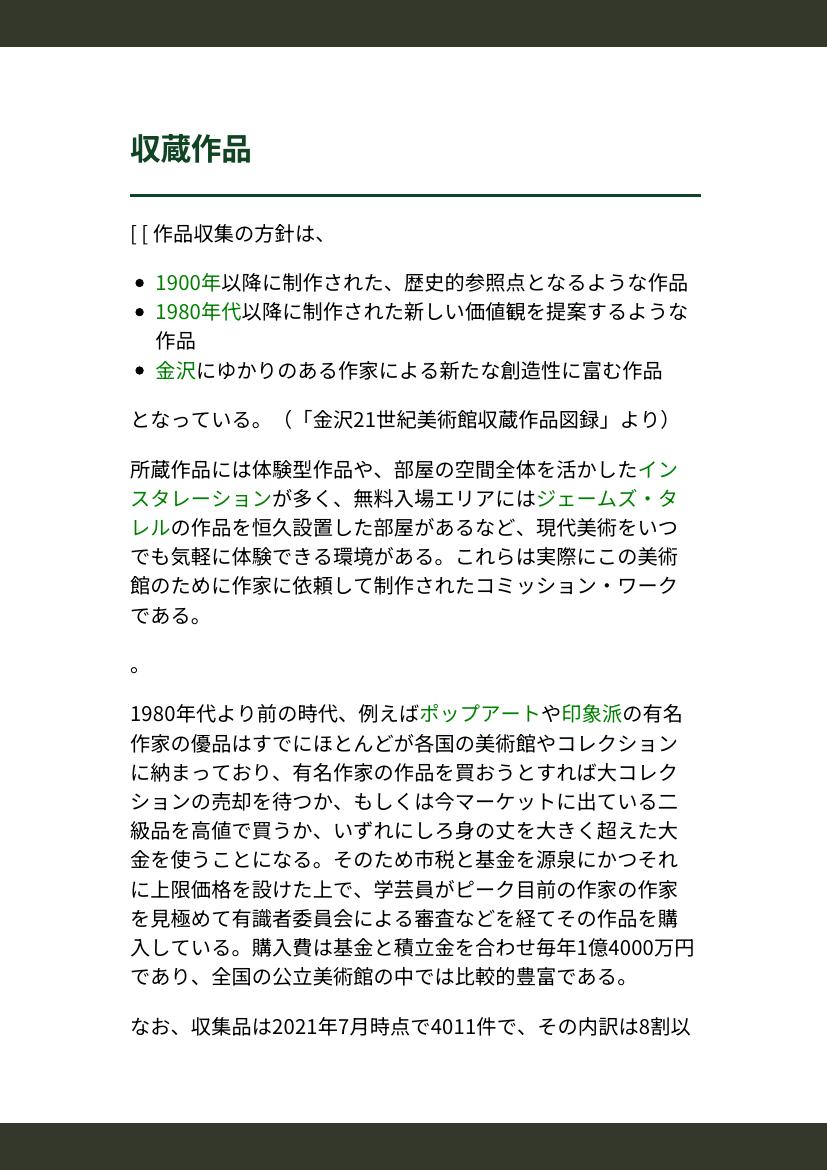 収蔵作品
[ [ 作品収集の方針は、
• 1900年以降に制作された、歴史的参照点となるような作品
• 1980年代以降に制作された新しい価値観を提案するような
作品
• 金沢にゆかりのある作家による新たな創造性に富む作品
となっている。（「金沢21世紀美術館収蔵作品図録」より）
所蔵作品には体験型作品や、部屋の空間全体を活かしたイン
スタレーションが多く、無料入場エリアにはジェームズ・タ
レルの作品を恒久設置した部屋があるなど、現代美術をいつ
でも気軽に体験できる環境がある。これらは実際にこの美術
館のために作家に依頼して制作されたコミッション・ワーク
である。
。
1980年代より前の時代、例えばポップアートや印象派の有名
作家の優品はすでにほとんどが各国の美術館やコレクション
に納まっており、有名作家の作品を買おうとすれば大コレク
ションの売却を待つか、もしくは今マーケットに出ている二
級品を高値で買うか、いずれにしろ身の丈を大きく超えた大
金を使うことになる。そのため市税と基金を源泉にかつそれ
に上限価格を設けた上で、学芸員がピーク目前の作家の作家
を見極めて有識者委員会による審査などを経てその作品を購
入している。購入費は基金と積立金を合わせ毎年1億4000万円
であり、全国の公立美術館の中では比較的豊富である。
なお、収集品は2021年7月時点で4011件で、その内訳は8割以